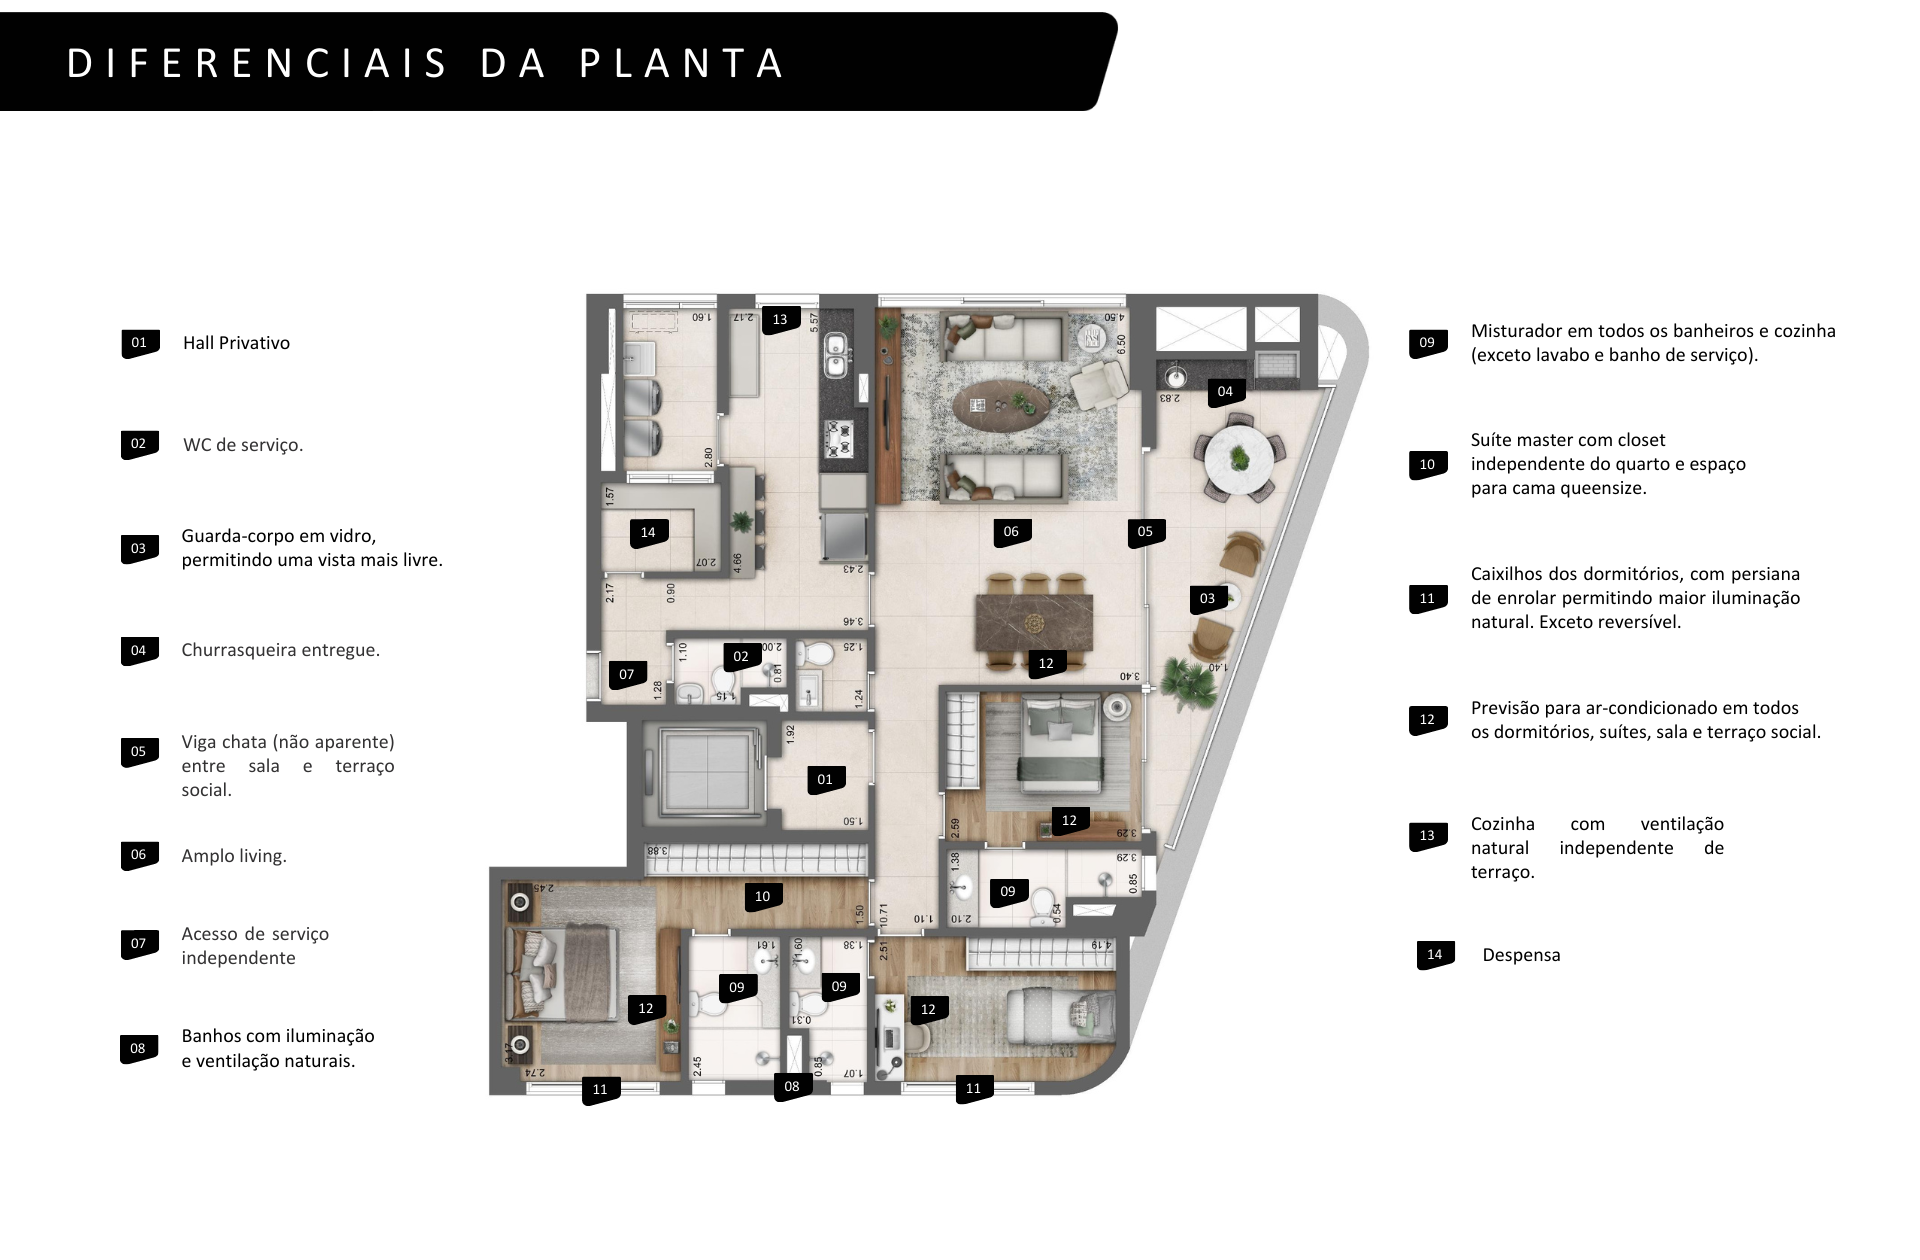 DIFERENCIAIS DA PLANTA
01
Hall Privativo
02
WC de serviço.
03
Guarda-corpo em vidro,
permitindo uma vista mais livre.
04
Churrasqueira entregue.
05
Viga chata (não aparente)
entre sala e terraço
social.
06
Amplo living.
07
Acesso de serviço
independente
08
Banhos com iluminação
e ventilação naturais.
1.60
2.17
13
5.57
4.50
6.50
04
2.83
2.80
1.57
14
2.07
4.66
2.43
06
05
03
2.17
0.90
3.46
1.10
02
2.00
0.81
1.25
12
3.40
1.40
07
1.28
1.15
1.24
1.92
01
1.50
2.59
12
3.29
3.88
1.38
3.29
0.85
2.45
10
1.50
10.71
1.10
2.10
09
0.54
1.61
1.60
1.38
2.51
4.19
09
09
12
0.31
12
3.17
2.74
2.45
0.85
1.07
11
08
11
09
Misturador em todos os banheiros e cozinha
(exceto lavabo e banho de serviço).
10
Suíte master com closet
independente do quarto e espaço
para cama queensize.
11
Caixilhos dos dormitórios, com persiana
de enrolar permitindo maior iluminação
natural. Exceto reversível.
12
Previsão para ar-condicionado em todos
os dormitórios, suítes, sala e terraço social.
13
Cozinha com ventilação
natural independente de
terraço.
14
Despensa